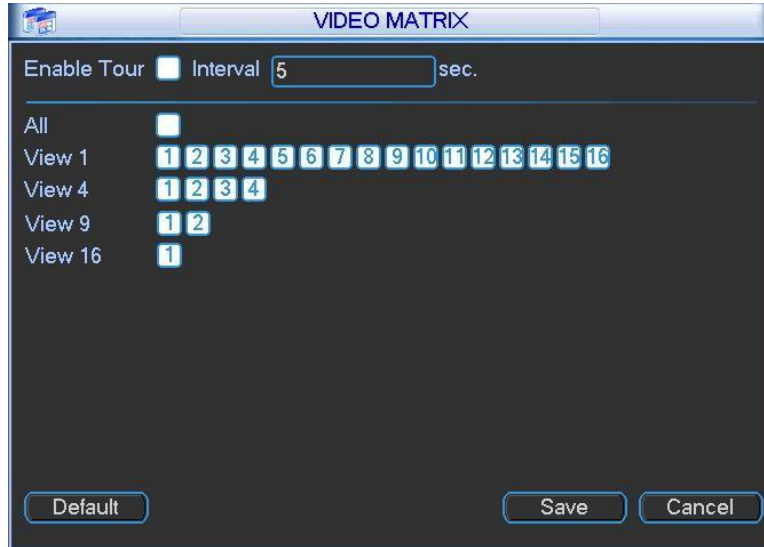 VIDEO MATRIX
Enable Tour Interval 5 sec.
All
View 1 1 2 3 4 5 6 7 8 9 10 11 12 13 14 15 16
View 4 1 2 3 4
View 9 1 2
View 16 1
Default Save Cancel